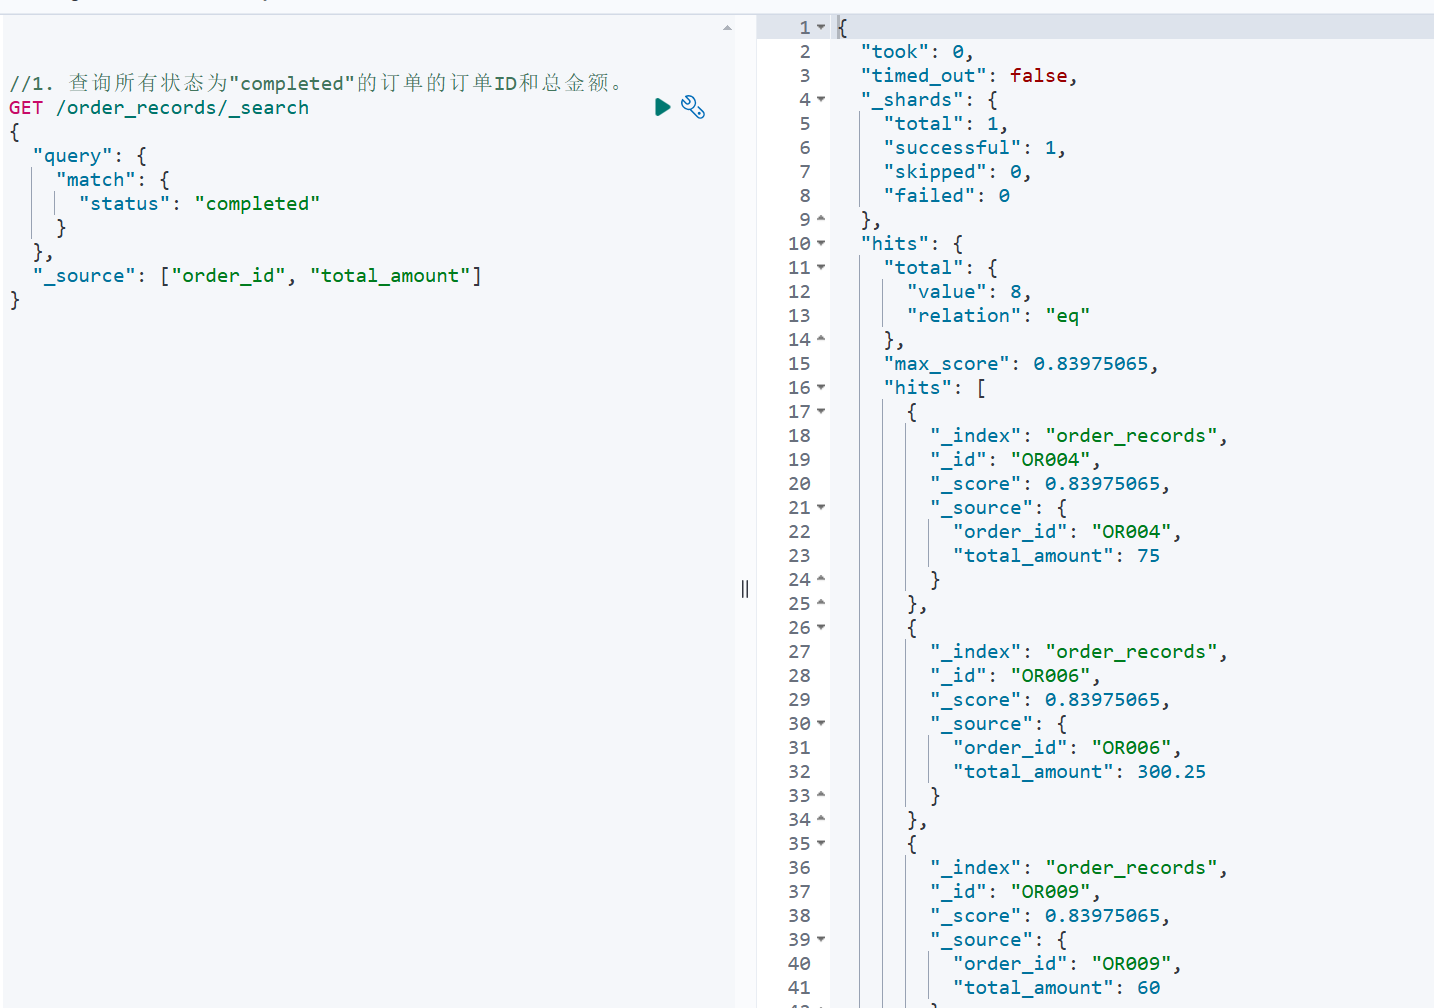 //1. 查询所有状态为"completed"的订单的订单ID和总金额。
GET /order_records/_search
{
  "query": {
    "match": {
      "status": "completed"
    }
  },
  "_source": ["order_id", "total_amount"]
}
1 {
2   "took": 0,
3   "timed_out": false,
4   "_shards": {
5     "total": 1,
6     "successful": 1,
7     "skipped": 0,
8     "failed": 0
9   },
10   "hits": {
11     "total": {
12       "value": 8,
13       "relation": "eq"
14     },
15     "max_score": 0.83975065,
16     "hits": [
17       {
18         "_index": "order_records",
19         "_id": "OR004",
20         "_score": 0.83975065,
21         "_source": {
22           "order_id": "OR004",
23           "total_amount": 75
24         }
25       },
26       {
27         "_index": "order_records",
28         "_id": "OR006",
29         "_score": 0.83975065,
30         "_source": {
31           "order_id": "OR006",
32           "total_amount": 300.25
33         }
34       },
35       {
36         "_index": "order_records",
37         "_id": "OR009",
38         "_score": 0.83975065,
39         "_source": {
40           "order_id": "OR009",
41           "total_amount": 60